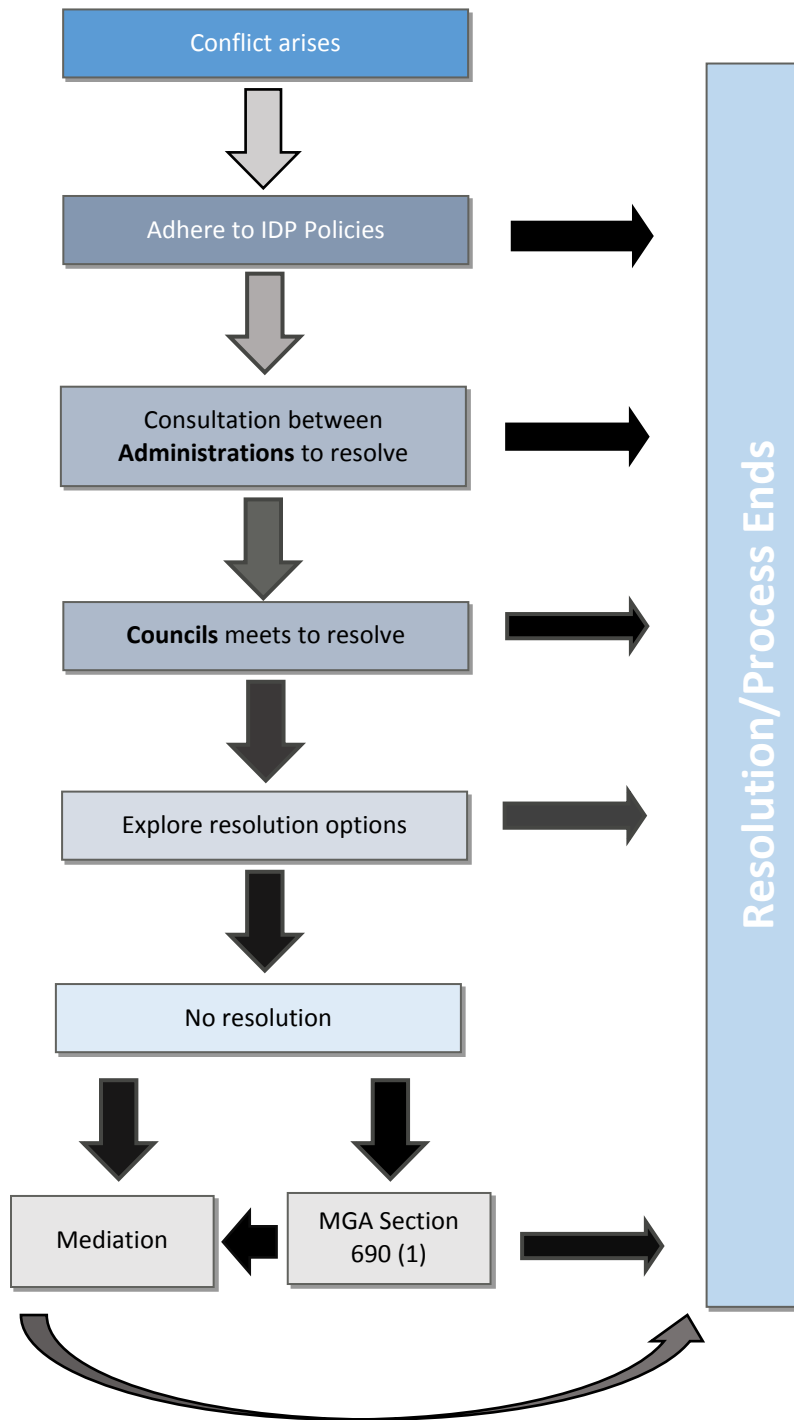 Conflict arises
Adhere to IDP Policies
Consultation between
Administrations to resolve
Councils meets to resolve
Explore resolution options
No resolution
Mediation
MGA Section
690 (1)
Resolution/Process Ends